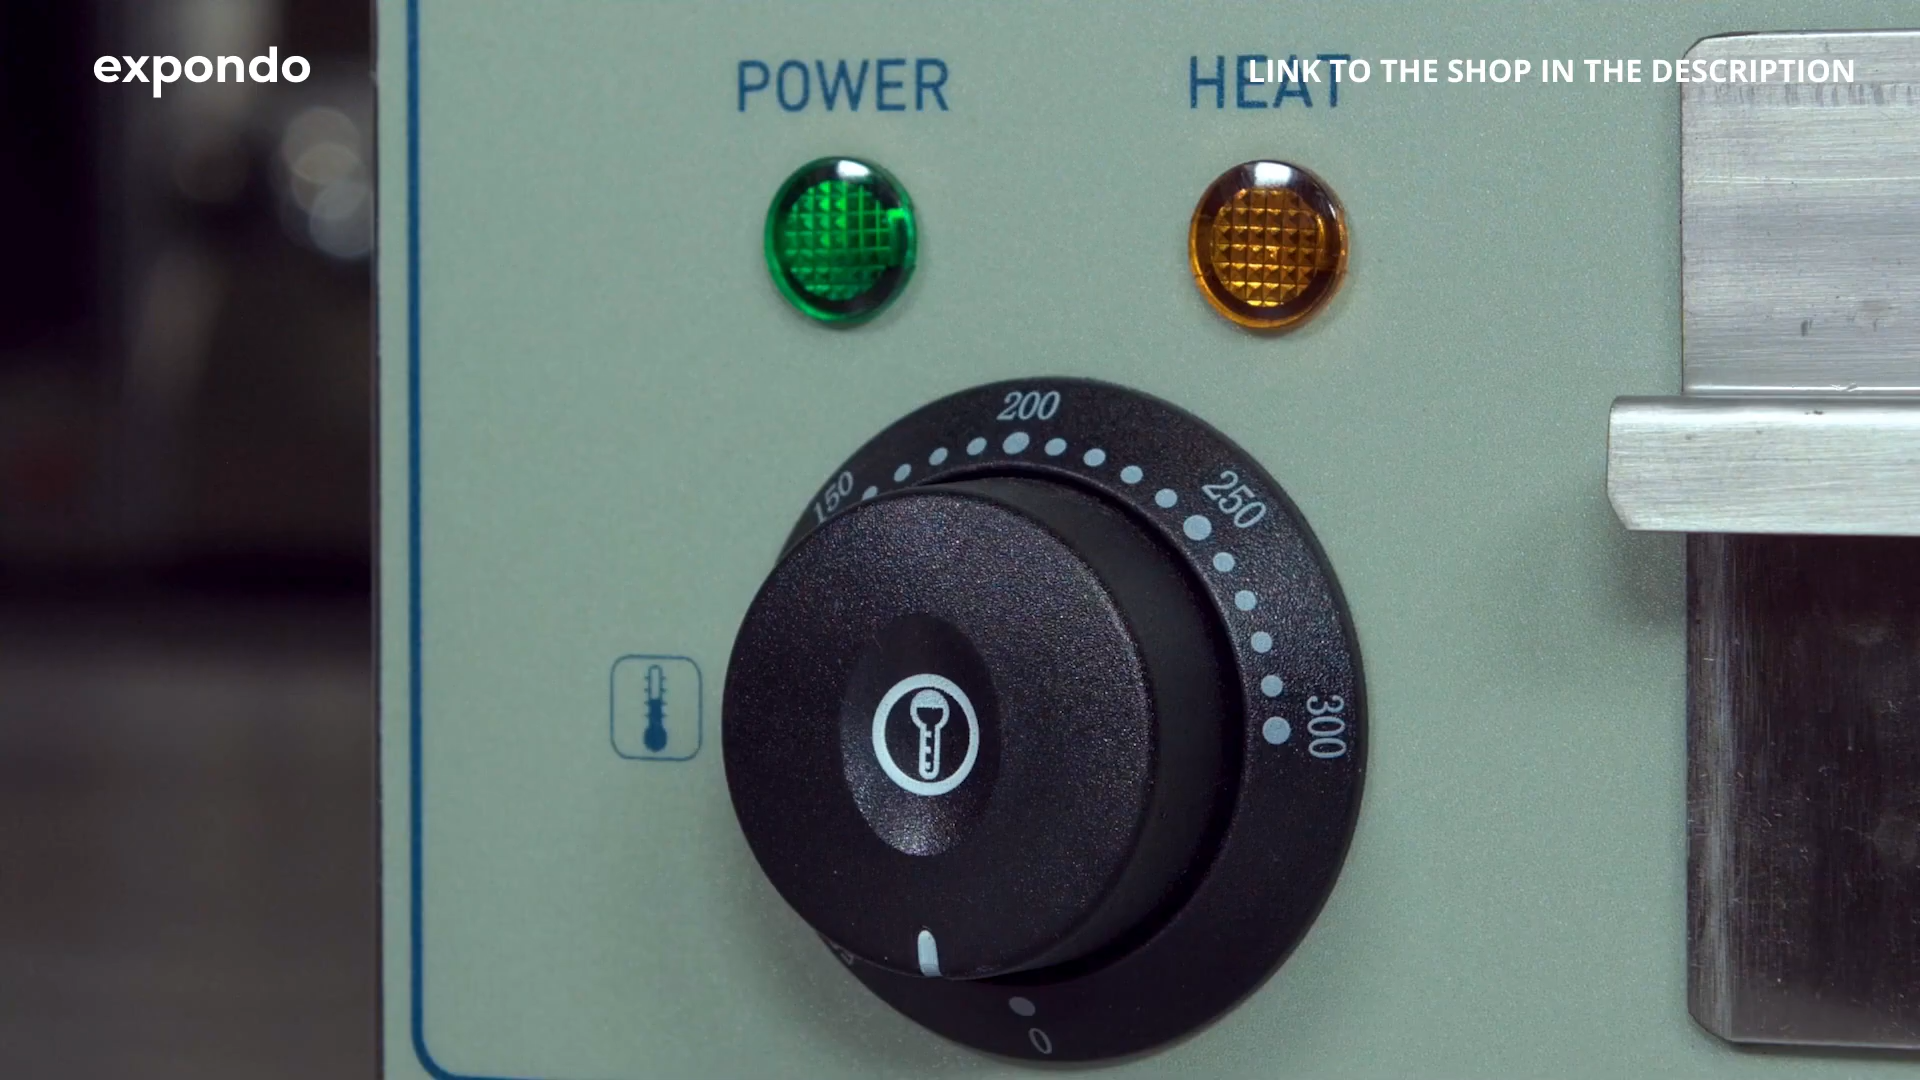 expondo
LINK TO THE SHOP IN THE DESCRIPTION
POWER
HEAT
200
150
250
300
0